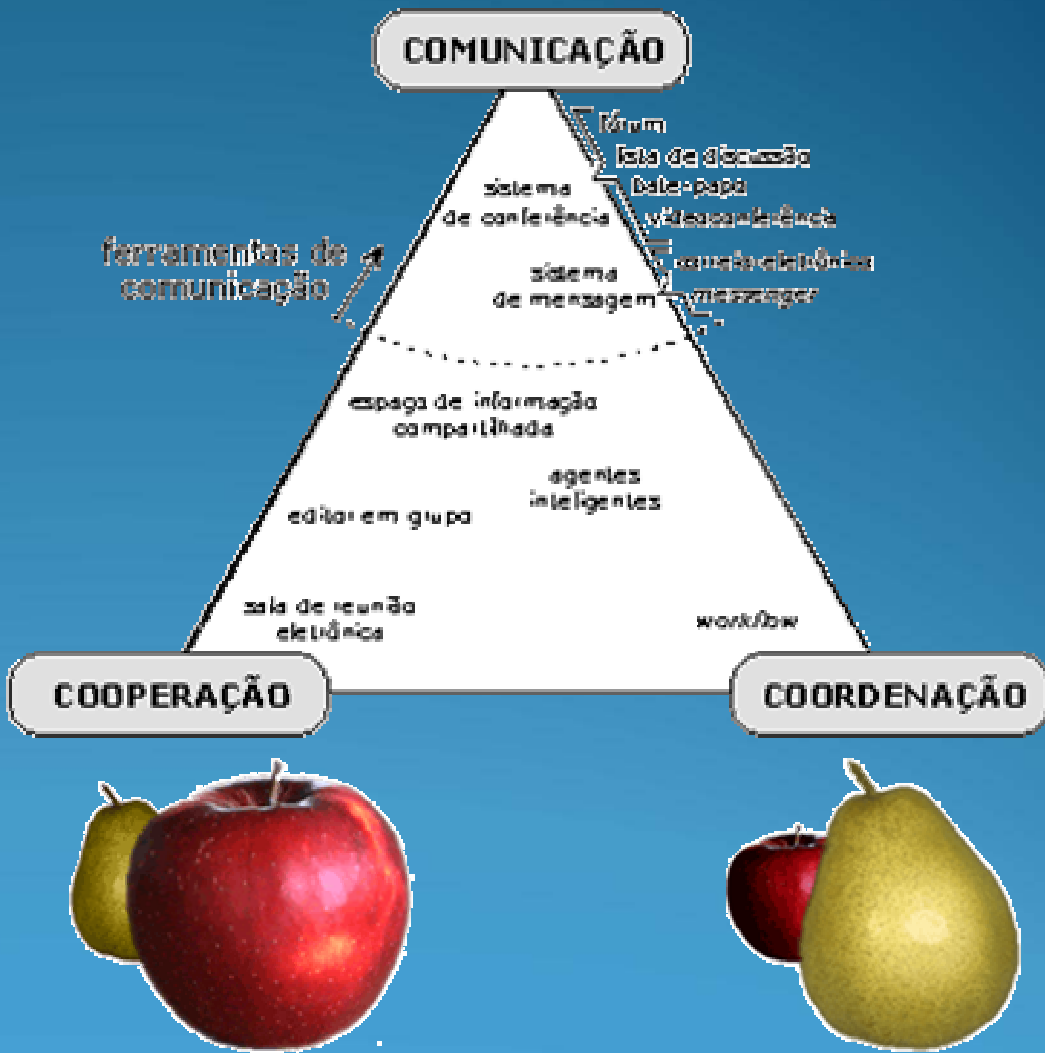 COMUNICAÇÃO
fórum
lista de discussão
bate-papo
videoconferência
correio eletrônico
messenger
sistema
de conferência
ferramentas de
comunicação
sistema
de mensagem
espaço de informação
compartilhada
agentes
inteligentes
editor em grupo
sala de reunião
eletrônica
workflow
COOPERAÇÃO
COORDENAÇÃO